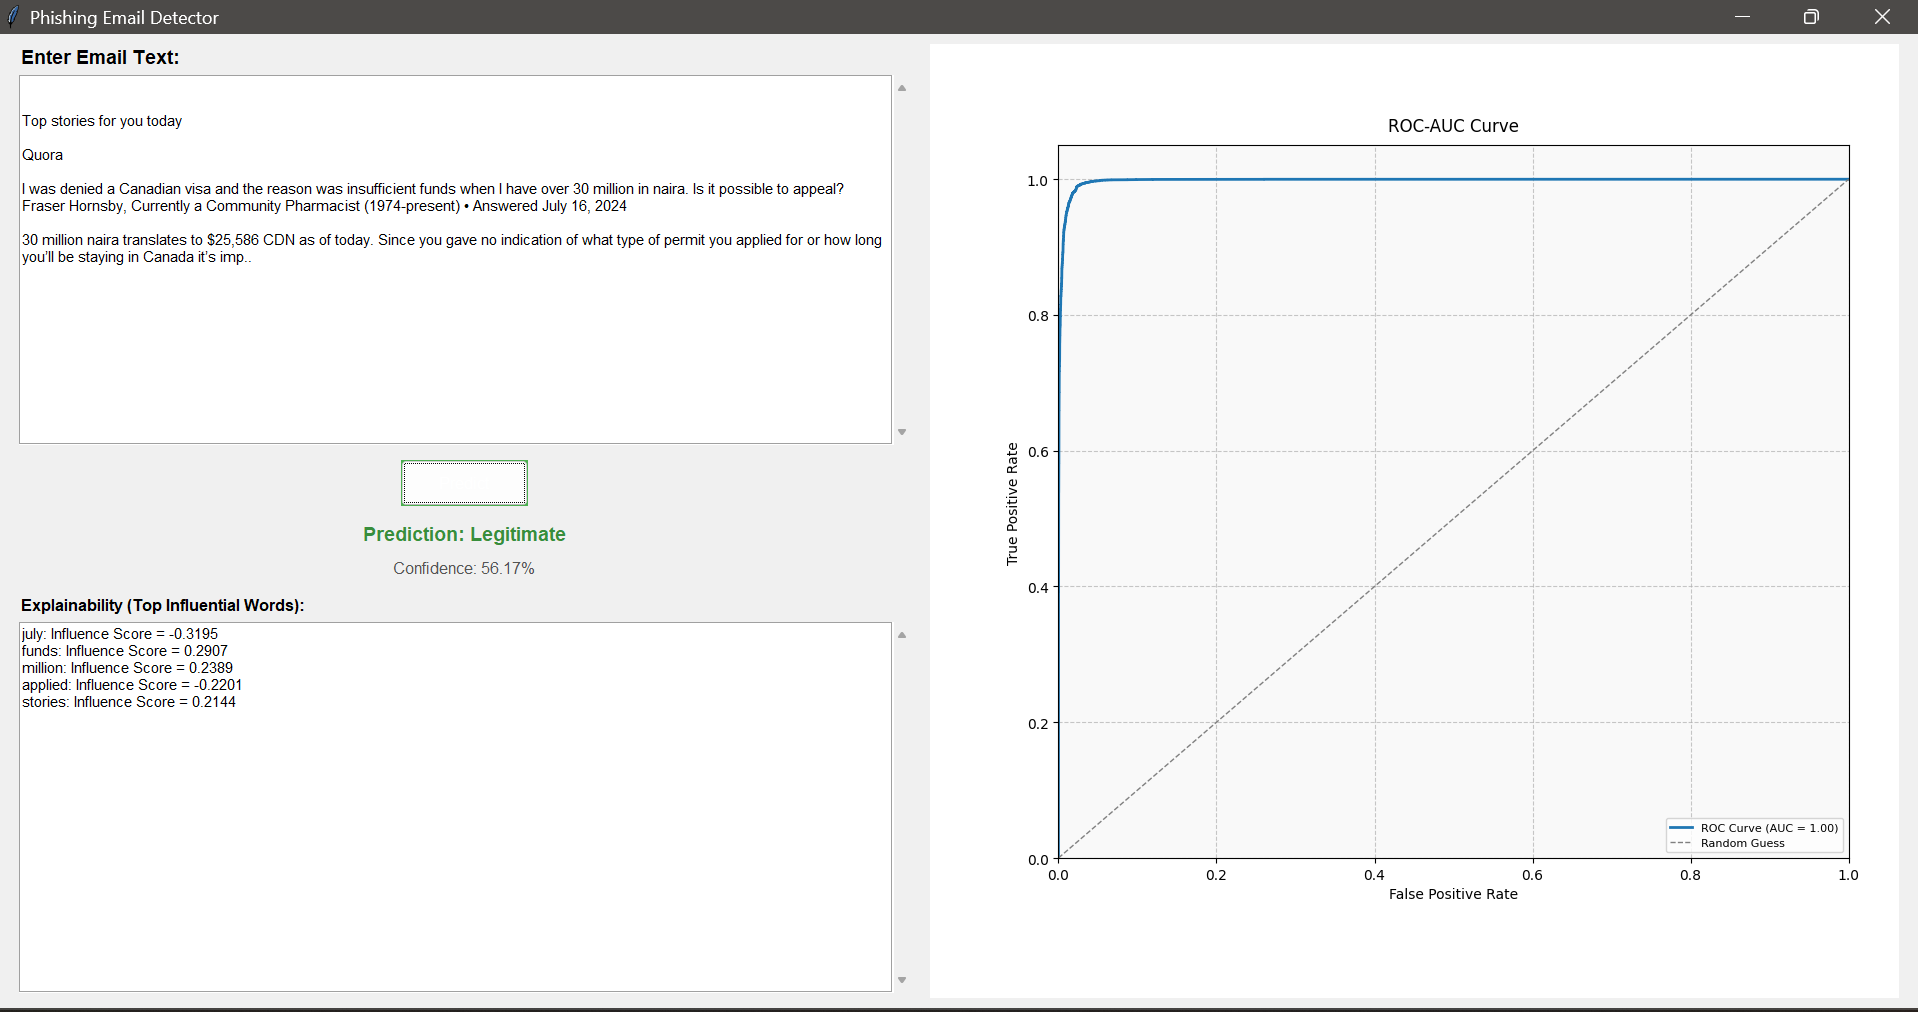 Phishing Email Detector
Enter Email Text:
Top stories for you today
Quora
I was denied a Canadian visa and the reason was insufficient funds when I have over 30 million in naira. Is it possible to appeal?
Fraser Hornsby, Currently a Community Pharmacist (1974-present) • Answered July 16, 2024
30 million naira translates to $25,586 CDN as of today. Since you gave no indication of what type of permit you applied for or how long
you'll be staying in Canada it's imp..
Prediction: Legitimate
Confidence: 56.17%
Explainability (Top Influential Words):
july: Influence Score = -0.3195
funds: Influence Score = 0.2907
million: Influence Score = 0.2389
applied: Influence Score = -0.2201
stories: Influence Score = 0.2144
ROC-AUC Curve
1.0
0.8
0.6
0.4
0.2
0.0
True Positive Rate
ROC Curve (AUC = 1.00)
Random Guess
0.0 0.2 0.4 0.6 0.8 1.0
False Positive Rate